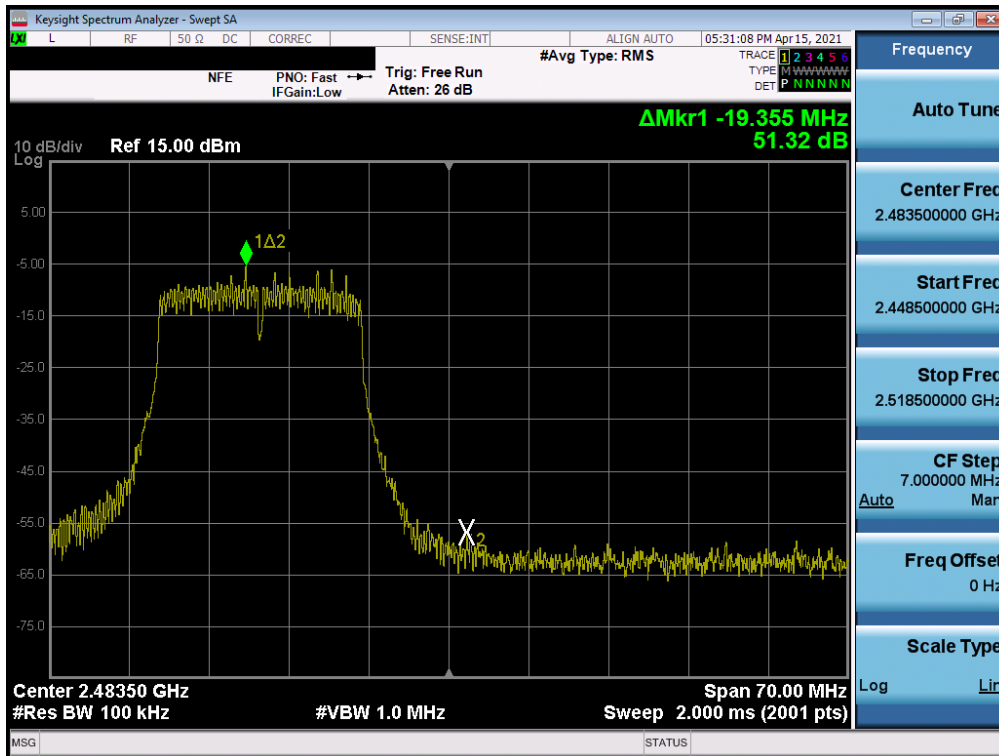 Keysight Spectrum Analyzer - Swept SA
LXI L RF 50 Ω DC CORREC SENSE:INT ALIGN AUTO 05:31:08 PM Apr 15, 2021
NFE PNO: Fast Trig: Free Run #Avg Type: RMS TRACE 1 2 3 4 5 6
IFGain:Low Atten: 26 dB TYPE M WWWWW
DET P N N N N N
ΔMkr1 -19.355 MHz
51.32 dB
10 dB/div Ref 15.00 dBm
Log
5.00
-5.00
-15.0
-25.0
-35.0
-45.0
-55.0
-65.0
-75.0
1Δ2
X2
Center 2.48350 GHz Span 70.00 MHz
#Res BW 100 kHz #VBW 1.0 MHz Sweep 2.000 ms (2001 pts)
MSG STATUS
Frequency
Auto Tune
Center Freq
2.483500000 GHz
Start Freq
2.448500000 GHz
Stop Freq
2.518500000 GHz
CF Step
7.000000 MHz
Auto Man
Freq Offset
0 Hz
Scale Type
Log Lin